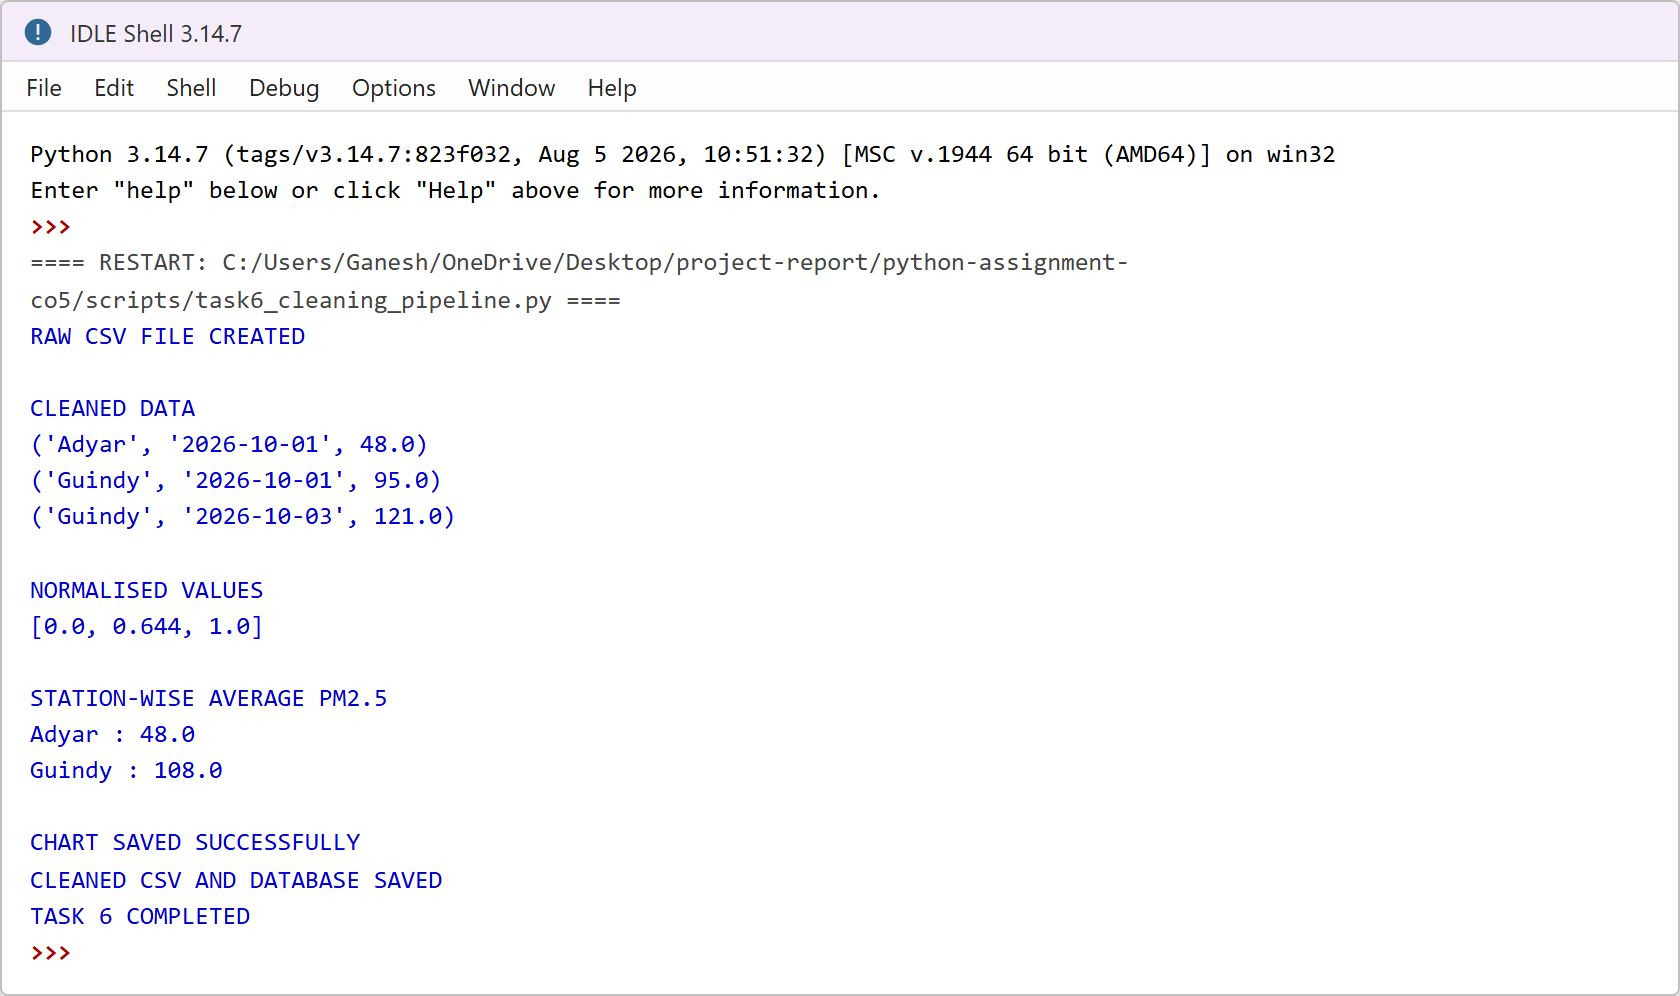 IDLE Shell 3.14.7
File Edit Shell Debug Options Window Help
Python 3.14.7 (tags/v3.14.7:823f032, Aug 5 2026, 10:51:32) [MSC v.1944 64 bit (AMD64)] on win32
Enter "help" below or click "Help" above for more information.
>>>
==== RESTART: C:/Users/Ganesh/OneDrive/Desktop/project-report/python-assignment-
co5/scripts/task6_cleaning_pipeline.py ====
RAW CSV FILE CREATED
CLEANED DATA
('Adyar', '2026-10-01', 48.0)
('Guindy', '2026-10-01', 95.0)
('Guindy', '2026-10-03', 121.0)
NORMALISED VALUES
[0.0, 0.644, 1.0]
STATION-WISE AVERAGE PM2.5
Adyar : 48.0
Guindy : 108.0
CHART SAVED SUCCESSFULLY
CLEANED CSV AND DATABASE SAVED
TASK 6 COMPLETED
>>>